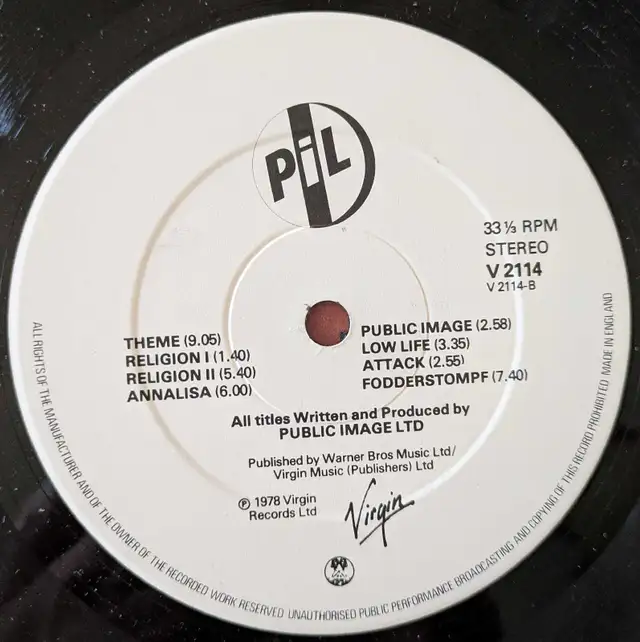 PiL
33⅓ RPM
STEREO
V 2114
V 2114-B
THEME (9.05)
RELIGION I (1.40)
RELIGION II (5.40)
ANNALISA (6.00)
PUBLIC IMAGE (2.58)
LOW LIFE (3.35)
ATTACK (2.55)
FODDERSTOMPF (7.40)
All titles Written and Produced by
PUBLIC IMAGE LTD
Published by Warner Bros Music Ltd/
Virgin Music (Publishers) Ltd
℗ 1978 Virgin
Records Ltd
Virgin
ALL RIGHTS OF THE MANUFACTURER AND OF THE OWNER OF THE RECORDED WORK RESERVED UNAUTHORISED PUBLIC PERFORMANCE BROADCASTING AND COPYING OF THIS RECORD PROHIBITED MADE IN ENGLAND